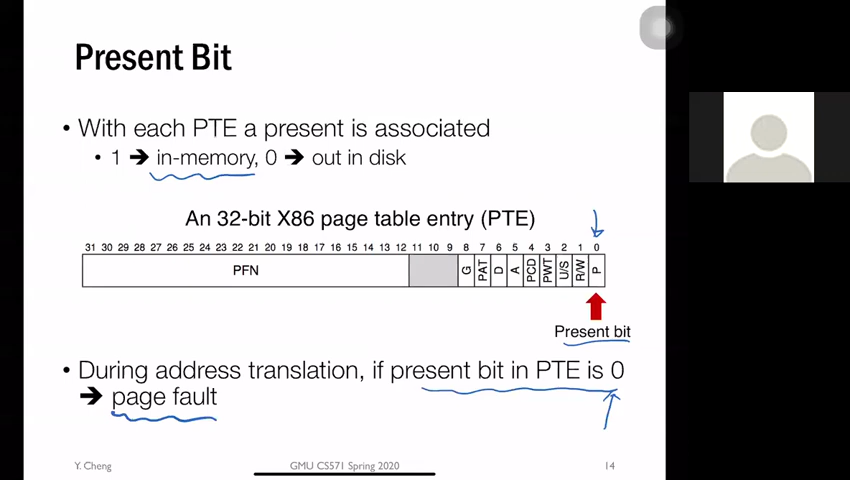 Present Bit
• With each PTE a present is associated
• 1 ➔ in-memory, 0 ➔ out in disk
An 32-bit X86 page table entry (PTE)
31 30 29 28 27 26 25 24 23 22 21 20 19 18 17 16 15 14 13 12 11 10 9 8 7 6 5 4 3 2 1 0
PFN G PAT D A PCD PWT U/S R/W P
Present bit
• During address translation, if present bit in PTE is 0
➔ page fault
Y. Cheng GMU CS571 Spring 2020 14